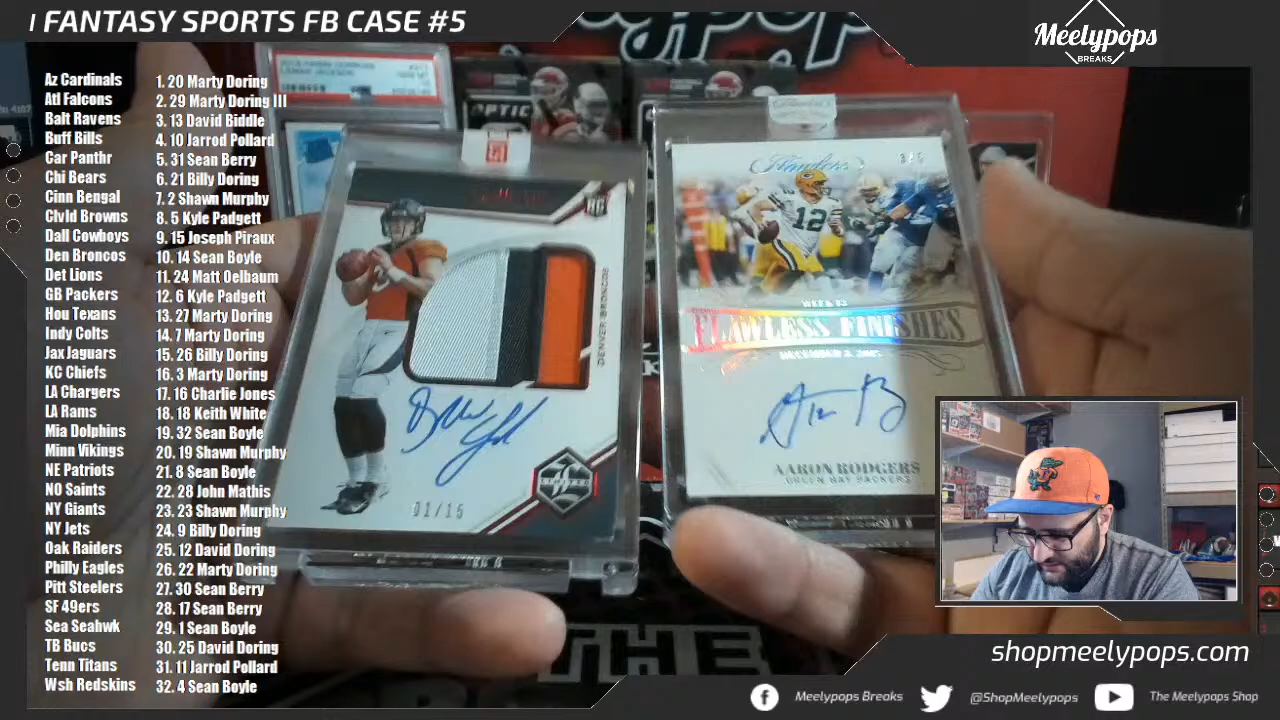 I FANTASY SPORTS FB CASE #5
Meelypops
BREAKS
Az Cardinals 1. 20 Marty Doring
Atl Falcons 2. 29 Marty Doring III
Balt Ravens 3. 13 David Biddle
Buff Bills 4. 10 Jarrod Pollard
Car Panthr 5. 31 Sean Berry
Chi Bears 6. 21 Billy Doring
Cinn Bengal 7. 2 Shawn Murphy
Clvld Browns 8. 5 Kyle Padgett
Dall Cowboys 9. 15 Joseph Piraux
Den Broncos 10. 14 Sean Boyle
Det Lions 11. 24 Matt Oelbaum
GB Packers 12. 6 Kyle Padgett
Hou Texans 13. 27 Marty Doring
Indy Colts 14. 7 Marty Doring
Jax Jaguars 15. 26 Billy Doring
KC Chiefs 16. 3 Marty Doring
LA Chargers 17. 16 Charlie Jones
LA Rams 18. 18 Keith White
Mia Dolphins 19. 32 Sean Boyle
Minn Vikings 20. 19 Shawn Murphy
NE Patriots 21. 8 Sean Boyle
NO Saints 22. 28 John Mathis
NY Giants 23. 23 Shawn Murphy
NY Jets 24. 9 Billy Doring
Oak Raiders 25. 12 David Doring
Philly Eagles 26. 22 Marty Doring
Pitt Steelers 27. 30 Sean Berry
SF 49ers 28. 17 Sean Berry
Sea Seahwk 29. 1 Sean Boyle
TB Bucs 30. 25 David Doring
Tenn Titans 31. 11 Jarrod Pollard
Wsh Redskins 32. 4 Sean Boyle
OPTIC
DENVER BRONCOS
LIMITED
01/15
Flawless
12
FLAWLESS FINISHES
AARON RODGERS
GREEN BAY PACKERS
THE
shopmeelypops.com
Meelypops Breaks
@ShopMeelypops
The Meelypops Shop